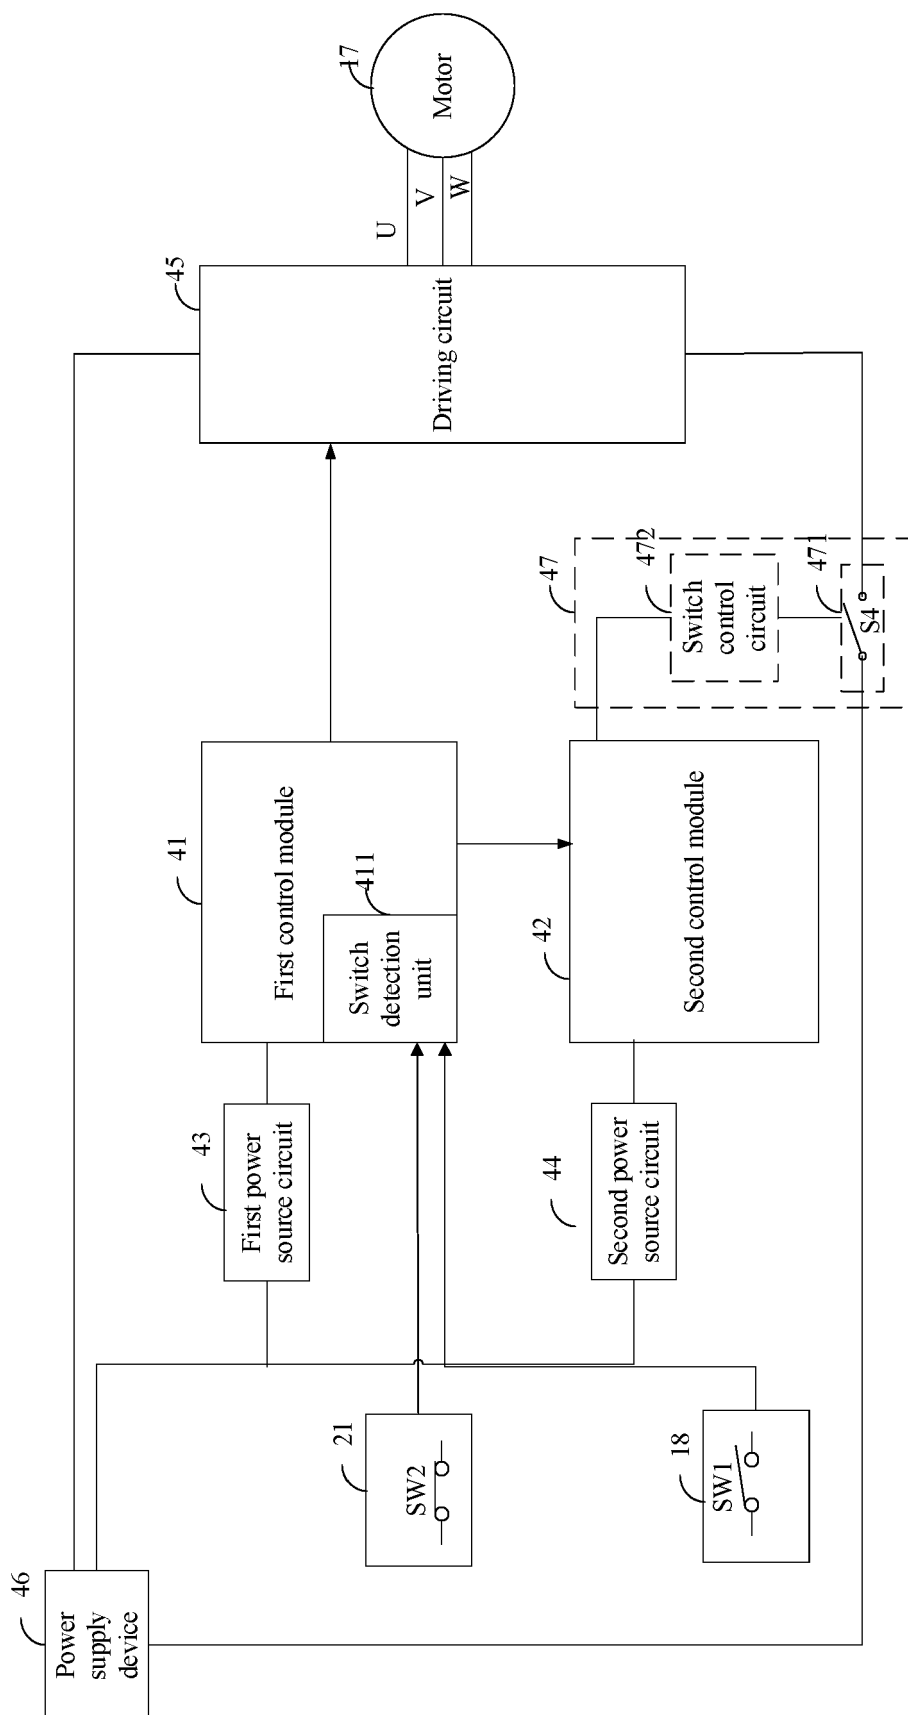 46
Power
supply
device
21
SW2
18
SW1
43
First power
source circuit
44
Second power
source circuit
41
First control module
411
Switch
detection
unit
42
Second control module
47
472
Switch
control
circuit
471
S4
45
Driving circuit
U
V
W
17
Motor